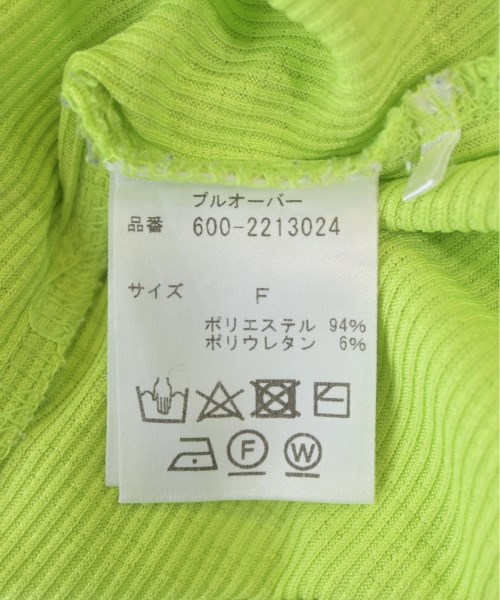 プルオーバー
品番 600-2213024
サイズ F
ポリエステル 94%
ポリウレタン 6%
F W